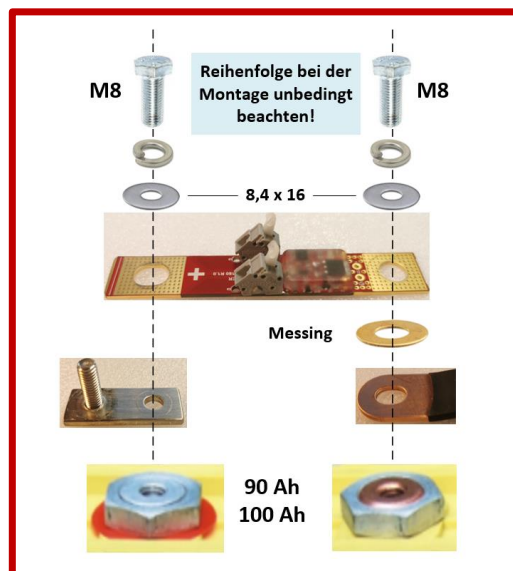 M8
Reihenfolge bei der
Montage unbedingt
beachten!
M8
8,4 x 16
Messing
90 Ah
100 Ah